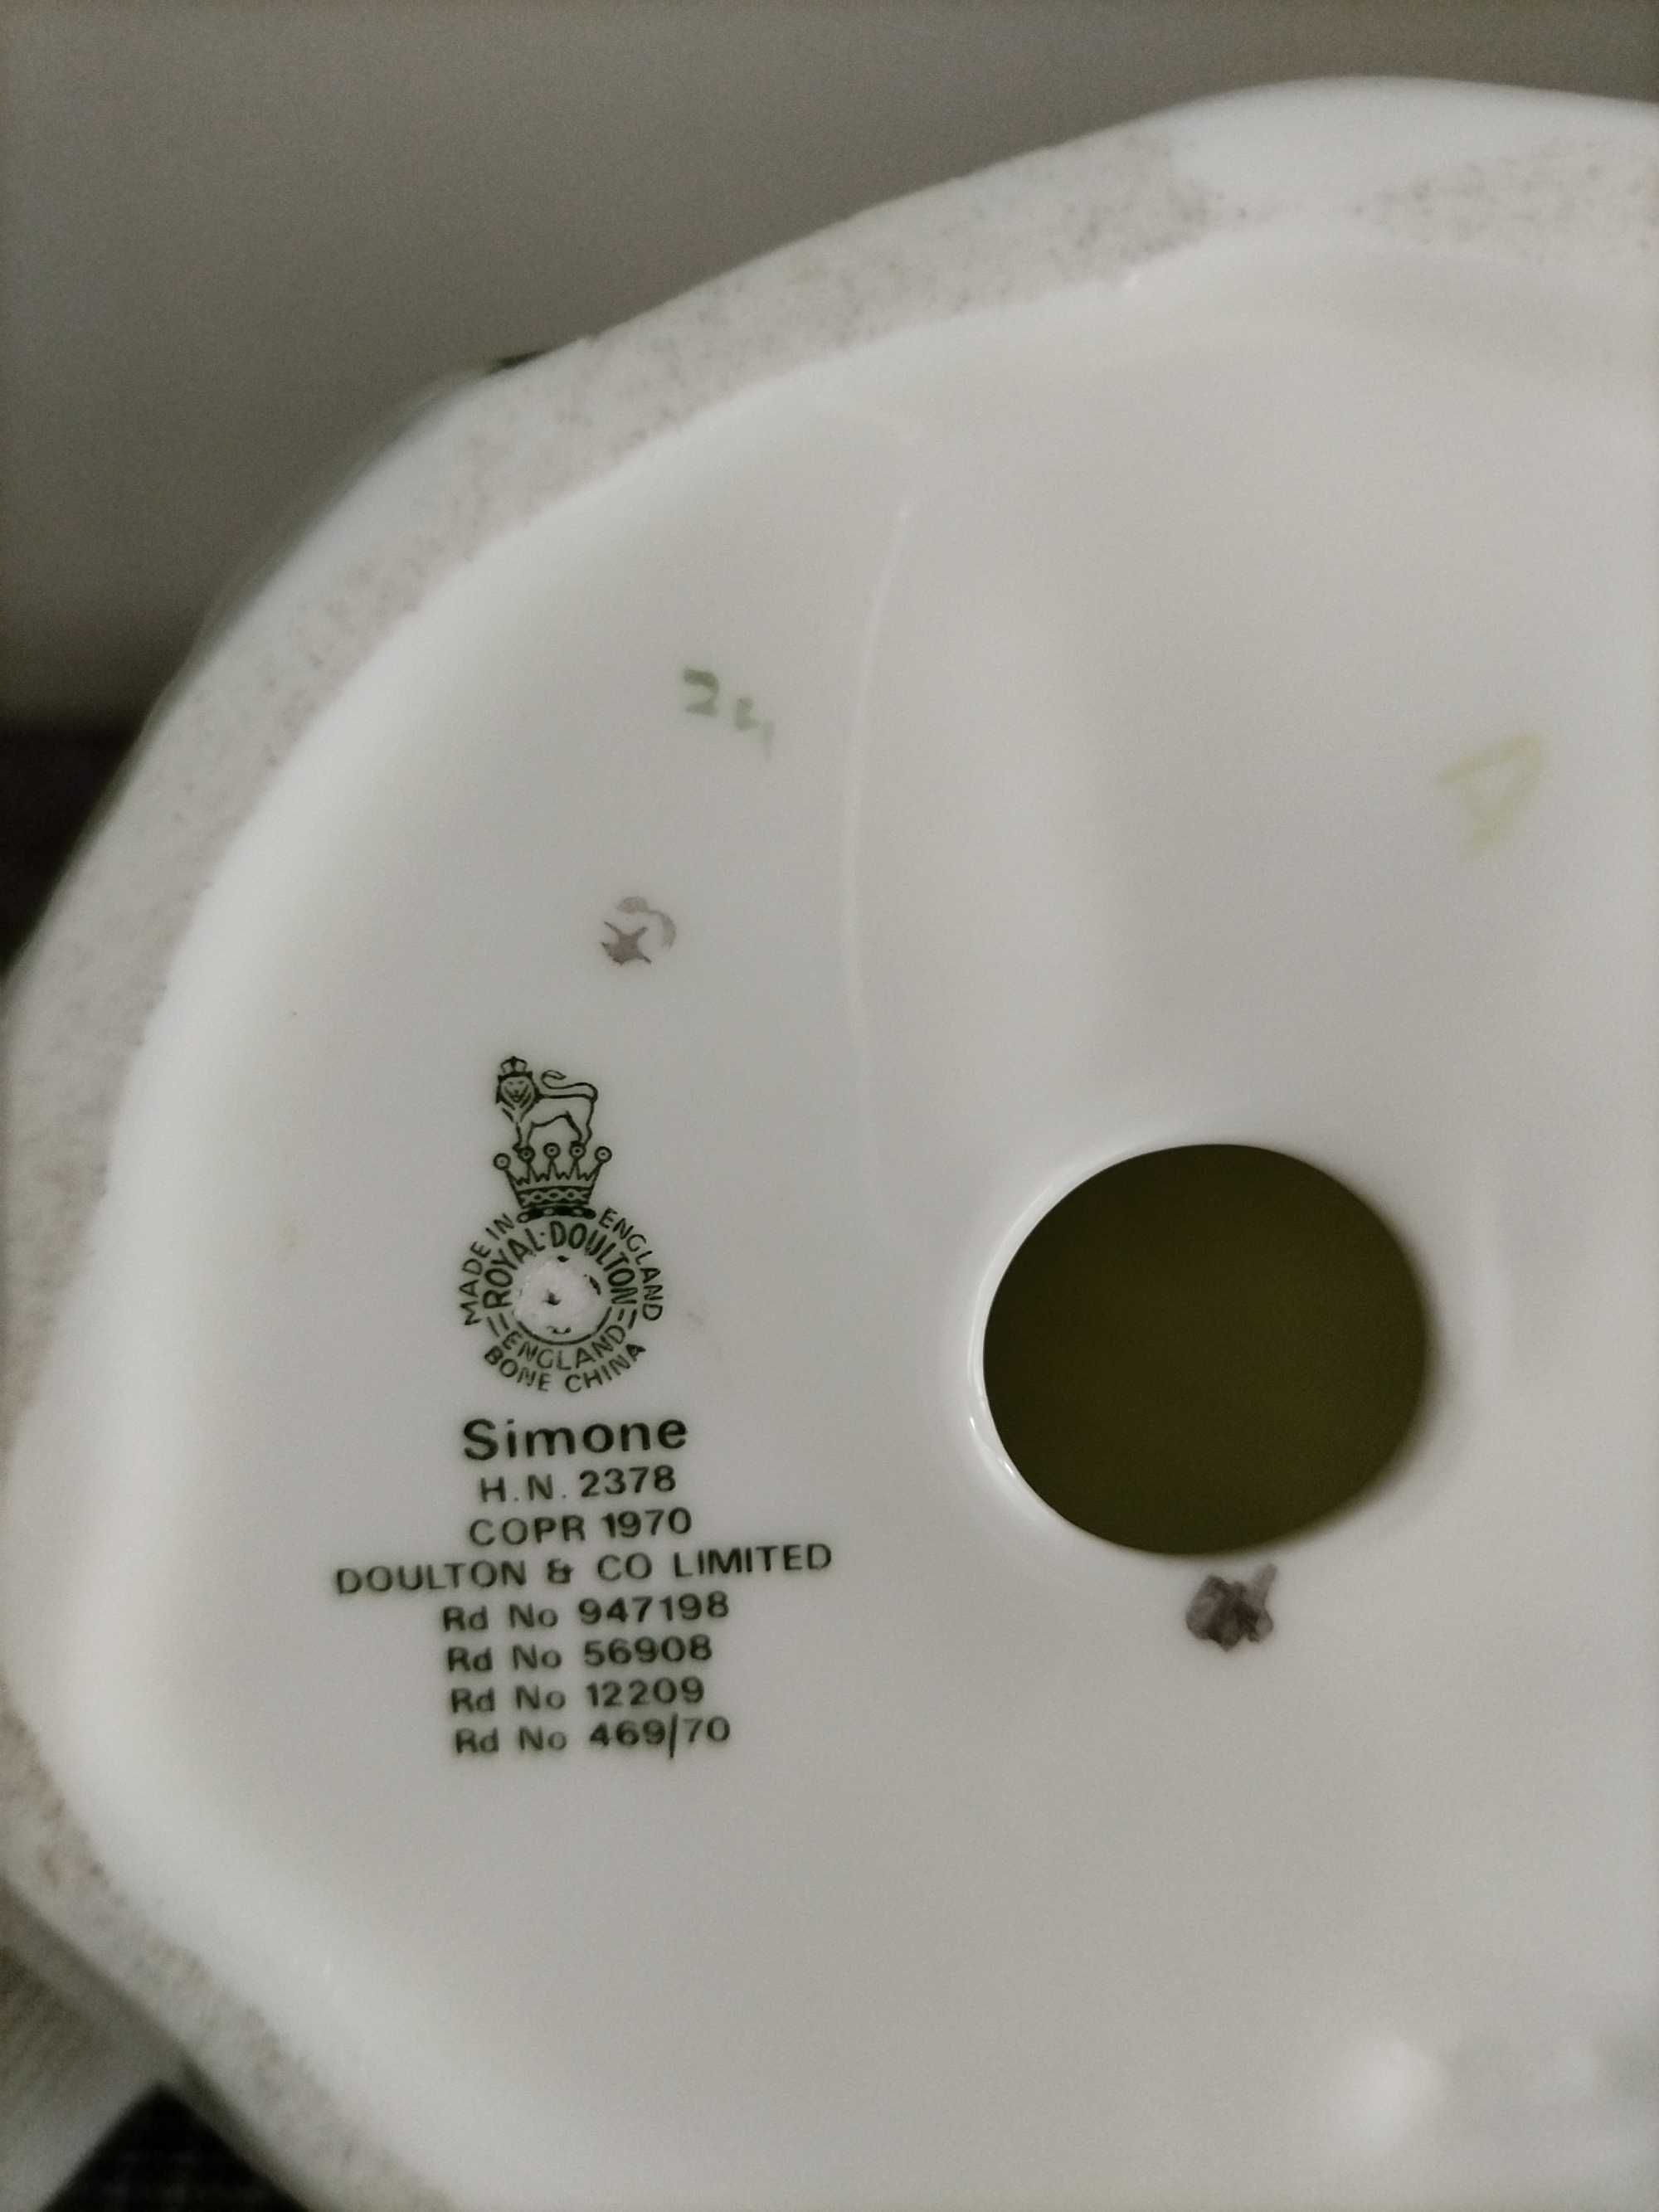 MADE IN ENGLAND
ROYAL·DOULTON
ENGLAND
BONE CHINA
Simone
H.N. 2378
COPR 1970
DOULTON & CO LIMITED
Rd No 947198
Rd No 56908
Rd No 12209
Rd No 469/70